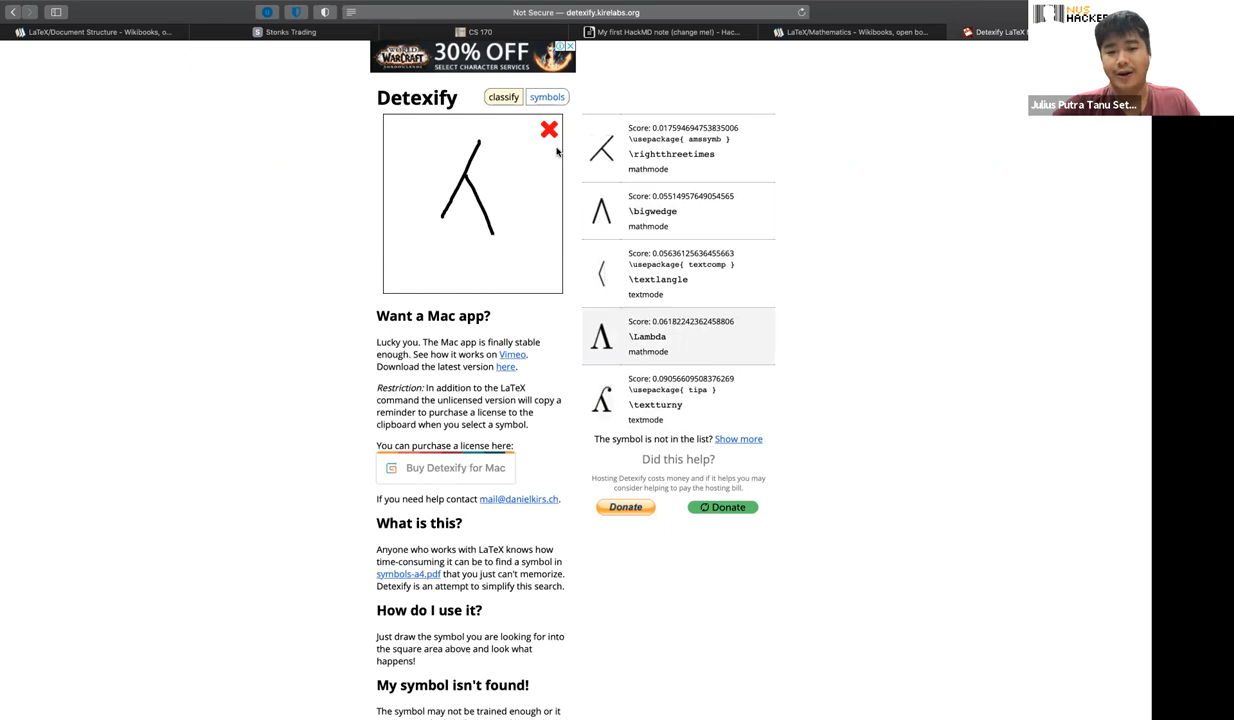 Not Secure — detexify.kirelabs.org
LaTeX/Document Structure - Wikibooks, o...
Stonks Trading
CS 170
My first HackMD note (change me!) - Hac...
LaTeX/Mathematics - Wikibooks, open bo...
Detexify LaTeX
NUS
HACKER
Julius Putra Tanu Set...
WORLD
WARCRAFT
30% OFF
SELECT CHARACTER SERVICES
Detexify
classify
symbols
Score: 0.017594694753835006
\usepackage{ amssymb }
\rightthreetimes
mathmode
Score: 0.05514957649054565
\bigwedge
mathmode
Score: 0.05636125636455663
\usepackage{ textcomp }
\textlangle
textmode
Score: 0.06182242362458806
\Lambda
mathmode
Score: 0.09056609508376269
\usepackage{ tipa }
\textturny
textmode
The symbol is not in the list? Show more
Did this help?
Hosting Detexify costs money and if it helps you may
consider helping to pay the hosting bill.
Donate
Donate
Want a Mac app?
Lucky you. The Mac app is finally stable
enough. See how it works on Vimeo.
Download the latest version here.
Restriction: In addition to the LaTeX
command the unlicensed version will copy a
reminder to purchase a license to the
clipboard when you select a symbol.
You can purchase a license here:
Buy Detexify for Mac
If you need help contact mail@danielkirs.ch.
What is this?
Anyone who works with LaTeX knows how
time-consuming it can be to find a symbol in
symbols-a4.pdf that you just can't memorize.
Detexify is an attempt to simplify this search.
How do I use it?
Just draw the symbol you are looking for into
the square area above and look what
happens!
My symbol isn't found!
The symbol may not be trained enough or it